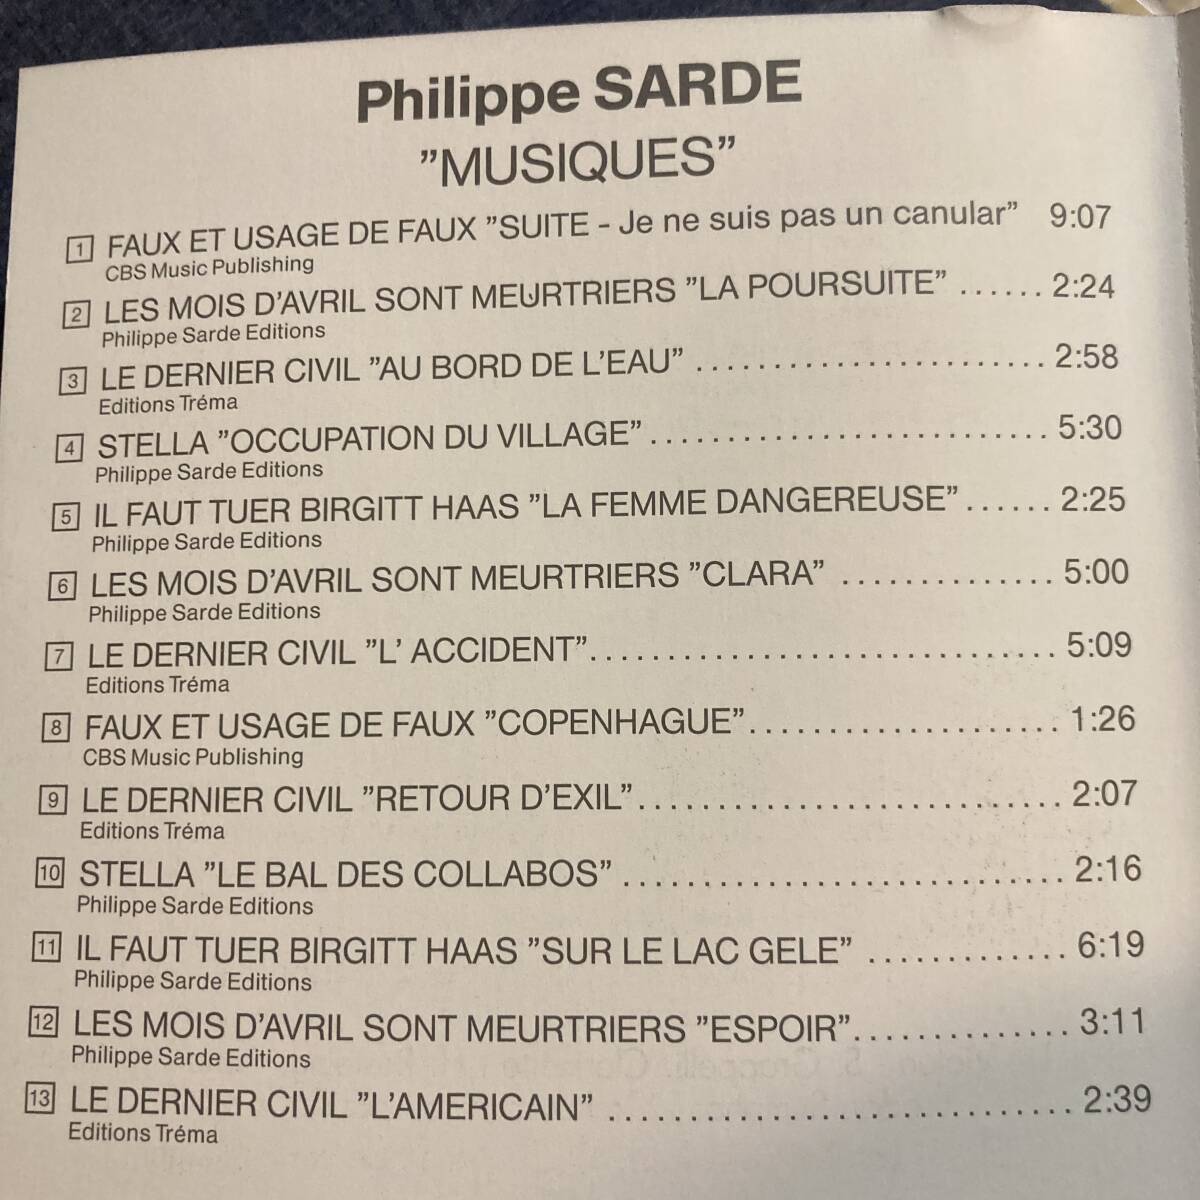 Philippe SARDE
”MUSIQUES”
1 FAUX ET USAGE DE FAUX ”SUITE - Je ne suis pas un canular” 9:07
CBS Music Publishing
2 LES MOIS D’AVRIL SONT MEURTRIERS ”LA POURSUITE” ...... 2:24
Philippe Sarde Editions
3 LE DERNIER CIVIL ”AU BORD DE L’EAU” ........................ 2:58
Editions Tréma
4 STELLA ”OCCUPATION DU VILLAGE” .......................... 5:30
Philippe Sarde Editions
5 IL FAUT TUER BIRGITT HAAS ”LA FEMME DANGEREUSE” ...... 2:25
Philippe Sarde Editions
6 LES MOIS D’AVRIL SONT MEURTRIERS ”CLARA” .............. 5:00
Philippe Sarde Editions
7 LE DERNIER CIVIL ”L’ ACCIDENT” .............................. 5:09
Editions Tréma
8 FAUX ET USAGE DE FAUX ”COPENHAGUE” .................... 1:26
CBS Music Publishing
9 LE DERNIER CIVIL ”RETOUR D’EXIL” ........................... 2:07
Editions Tréma
10 STELLA ”LE BAL DES COLLABOS” ............................ 2:16
Philippe Sarde Editions
11 IL FAUT TUER BIRGITT HAAS ”SUR LE LAC GELE” ............. 6:19
Philippe Sarde Editions
12 LES MOIS D’AVRIL SONT MEURTRIERS ”ESPOIR” .............. 3:11
Philippe Sarde Editions
13 LE DERNIER CIVIL ”L’AMERICAIN” .............................. 2:39
Editions Tréma